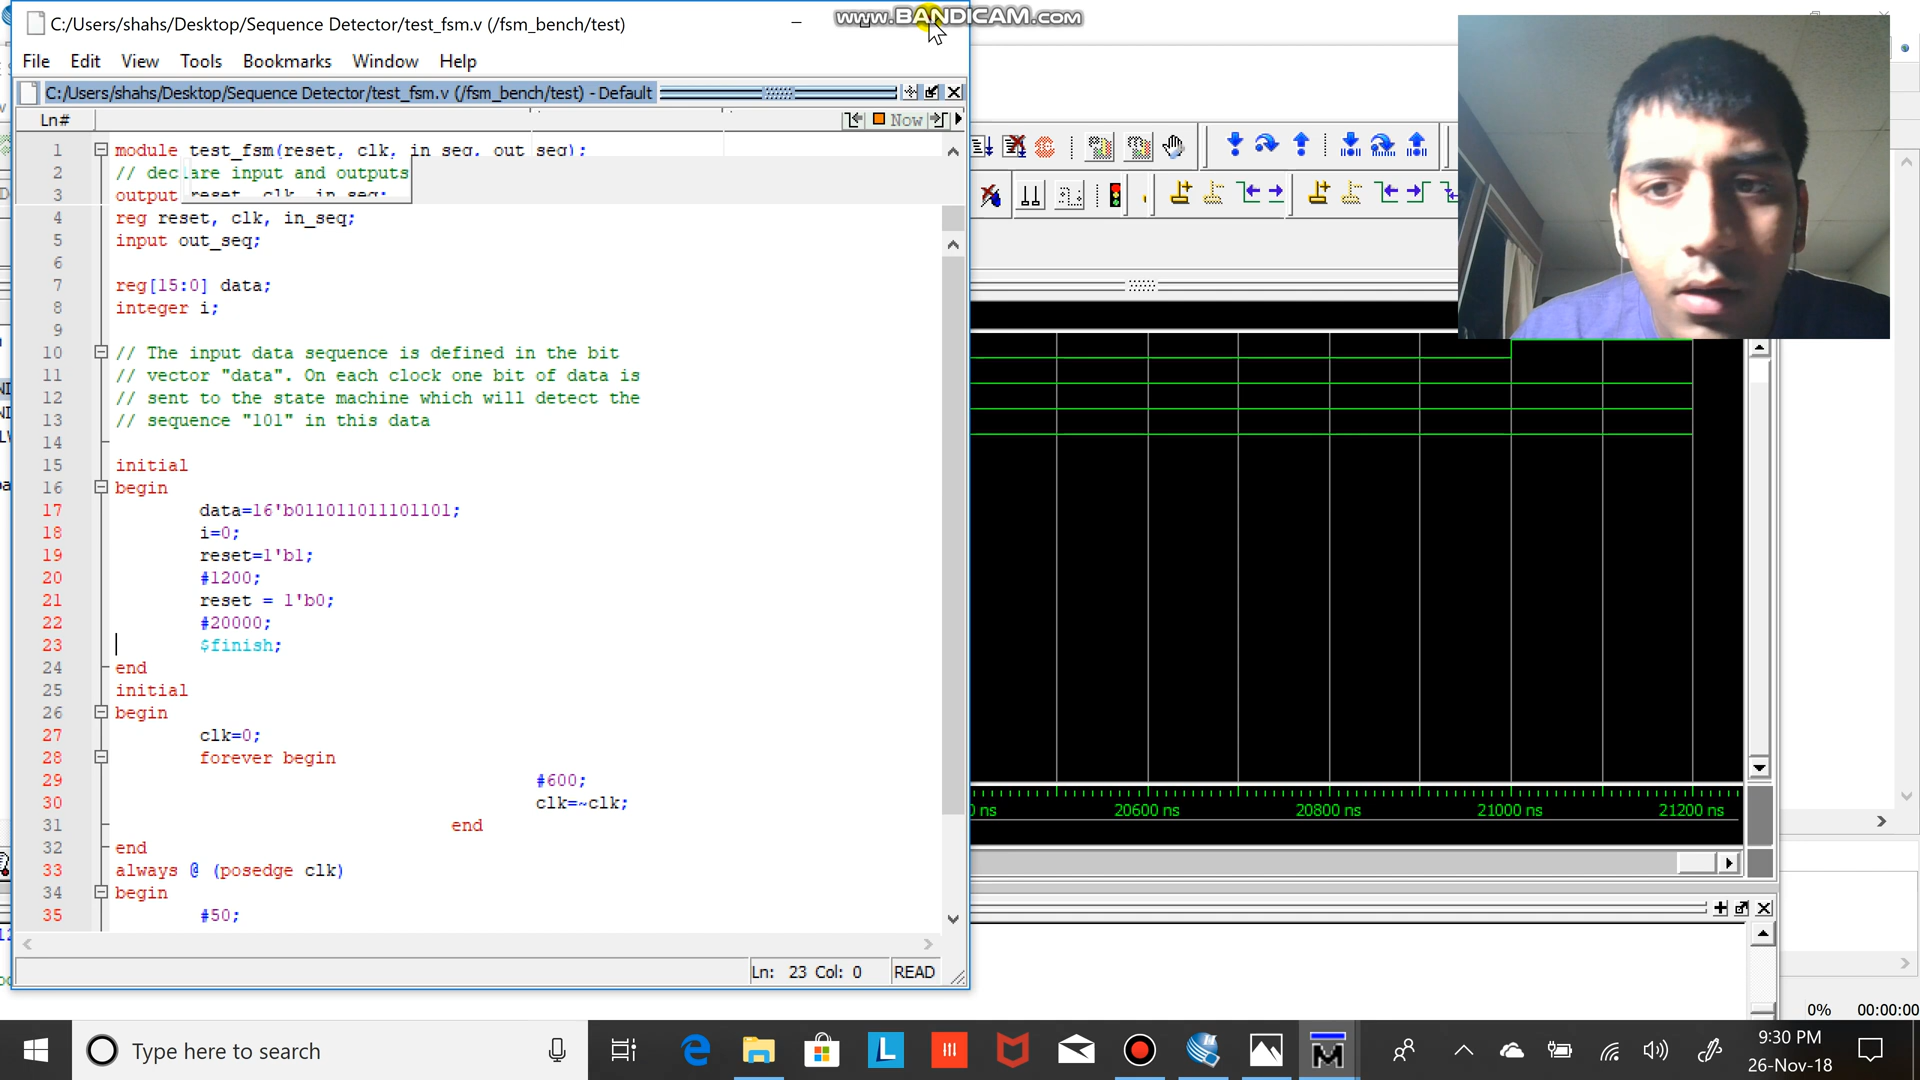 C:/Users/shahs/Desktop/Sequence Detector/test_fsm.v (/fsm_bench/test)
www.BANDICAM.com
File Edit View Tools Bookmarks Window Help
C:/Users/shahs/Desktop/Sequence Detector/test_fsm.v (/fsm_bench/test) - Default
Ln#
Now
1 module test_fsm(reset, clk, in_seq, out_seq);
2 // declare input and outputs
3 output reset, clk, in_seq;
4 reg reset, clk, in_seq;
5 input out_seq;
6
7 reg[15:0] data;
8 integer i;
9
10 // The input data sequence is defined in the bit
11 // vector "data". On each clock one bit of data is
12 // sent to the state machine which will detect the
13 // sequence "101" in this data
14
15 initial
16 begin
17 data=16'b0110110111101101;
18 i=0;
19 reset=1'b1;
20 #1200;
21 reset = 1'b0;
22 #20000;
23 $finish;
24 end
25 initial
26 begin
27 clk=0;
28 forever begin
29 #600;
30 clk=~clk;
31 end
32 end
33 always @ (posedge clk)
34 begin
35 #50;
Ln: 23 Col: 0 READ
ns 20600 ns 20800 ns 21000 ns 21200 ns
0% 00:00:00
Type here to search
9:30 PM
26-Nov-18